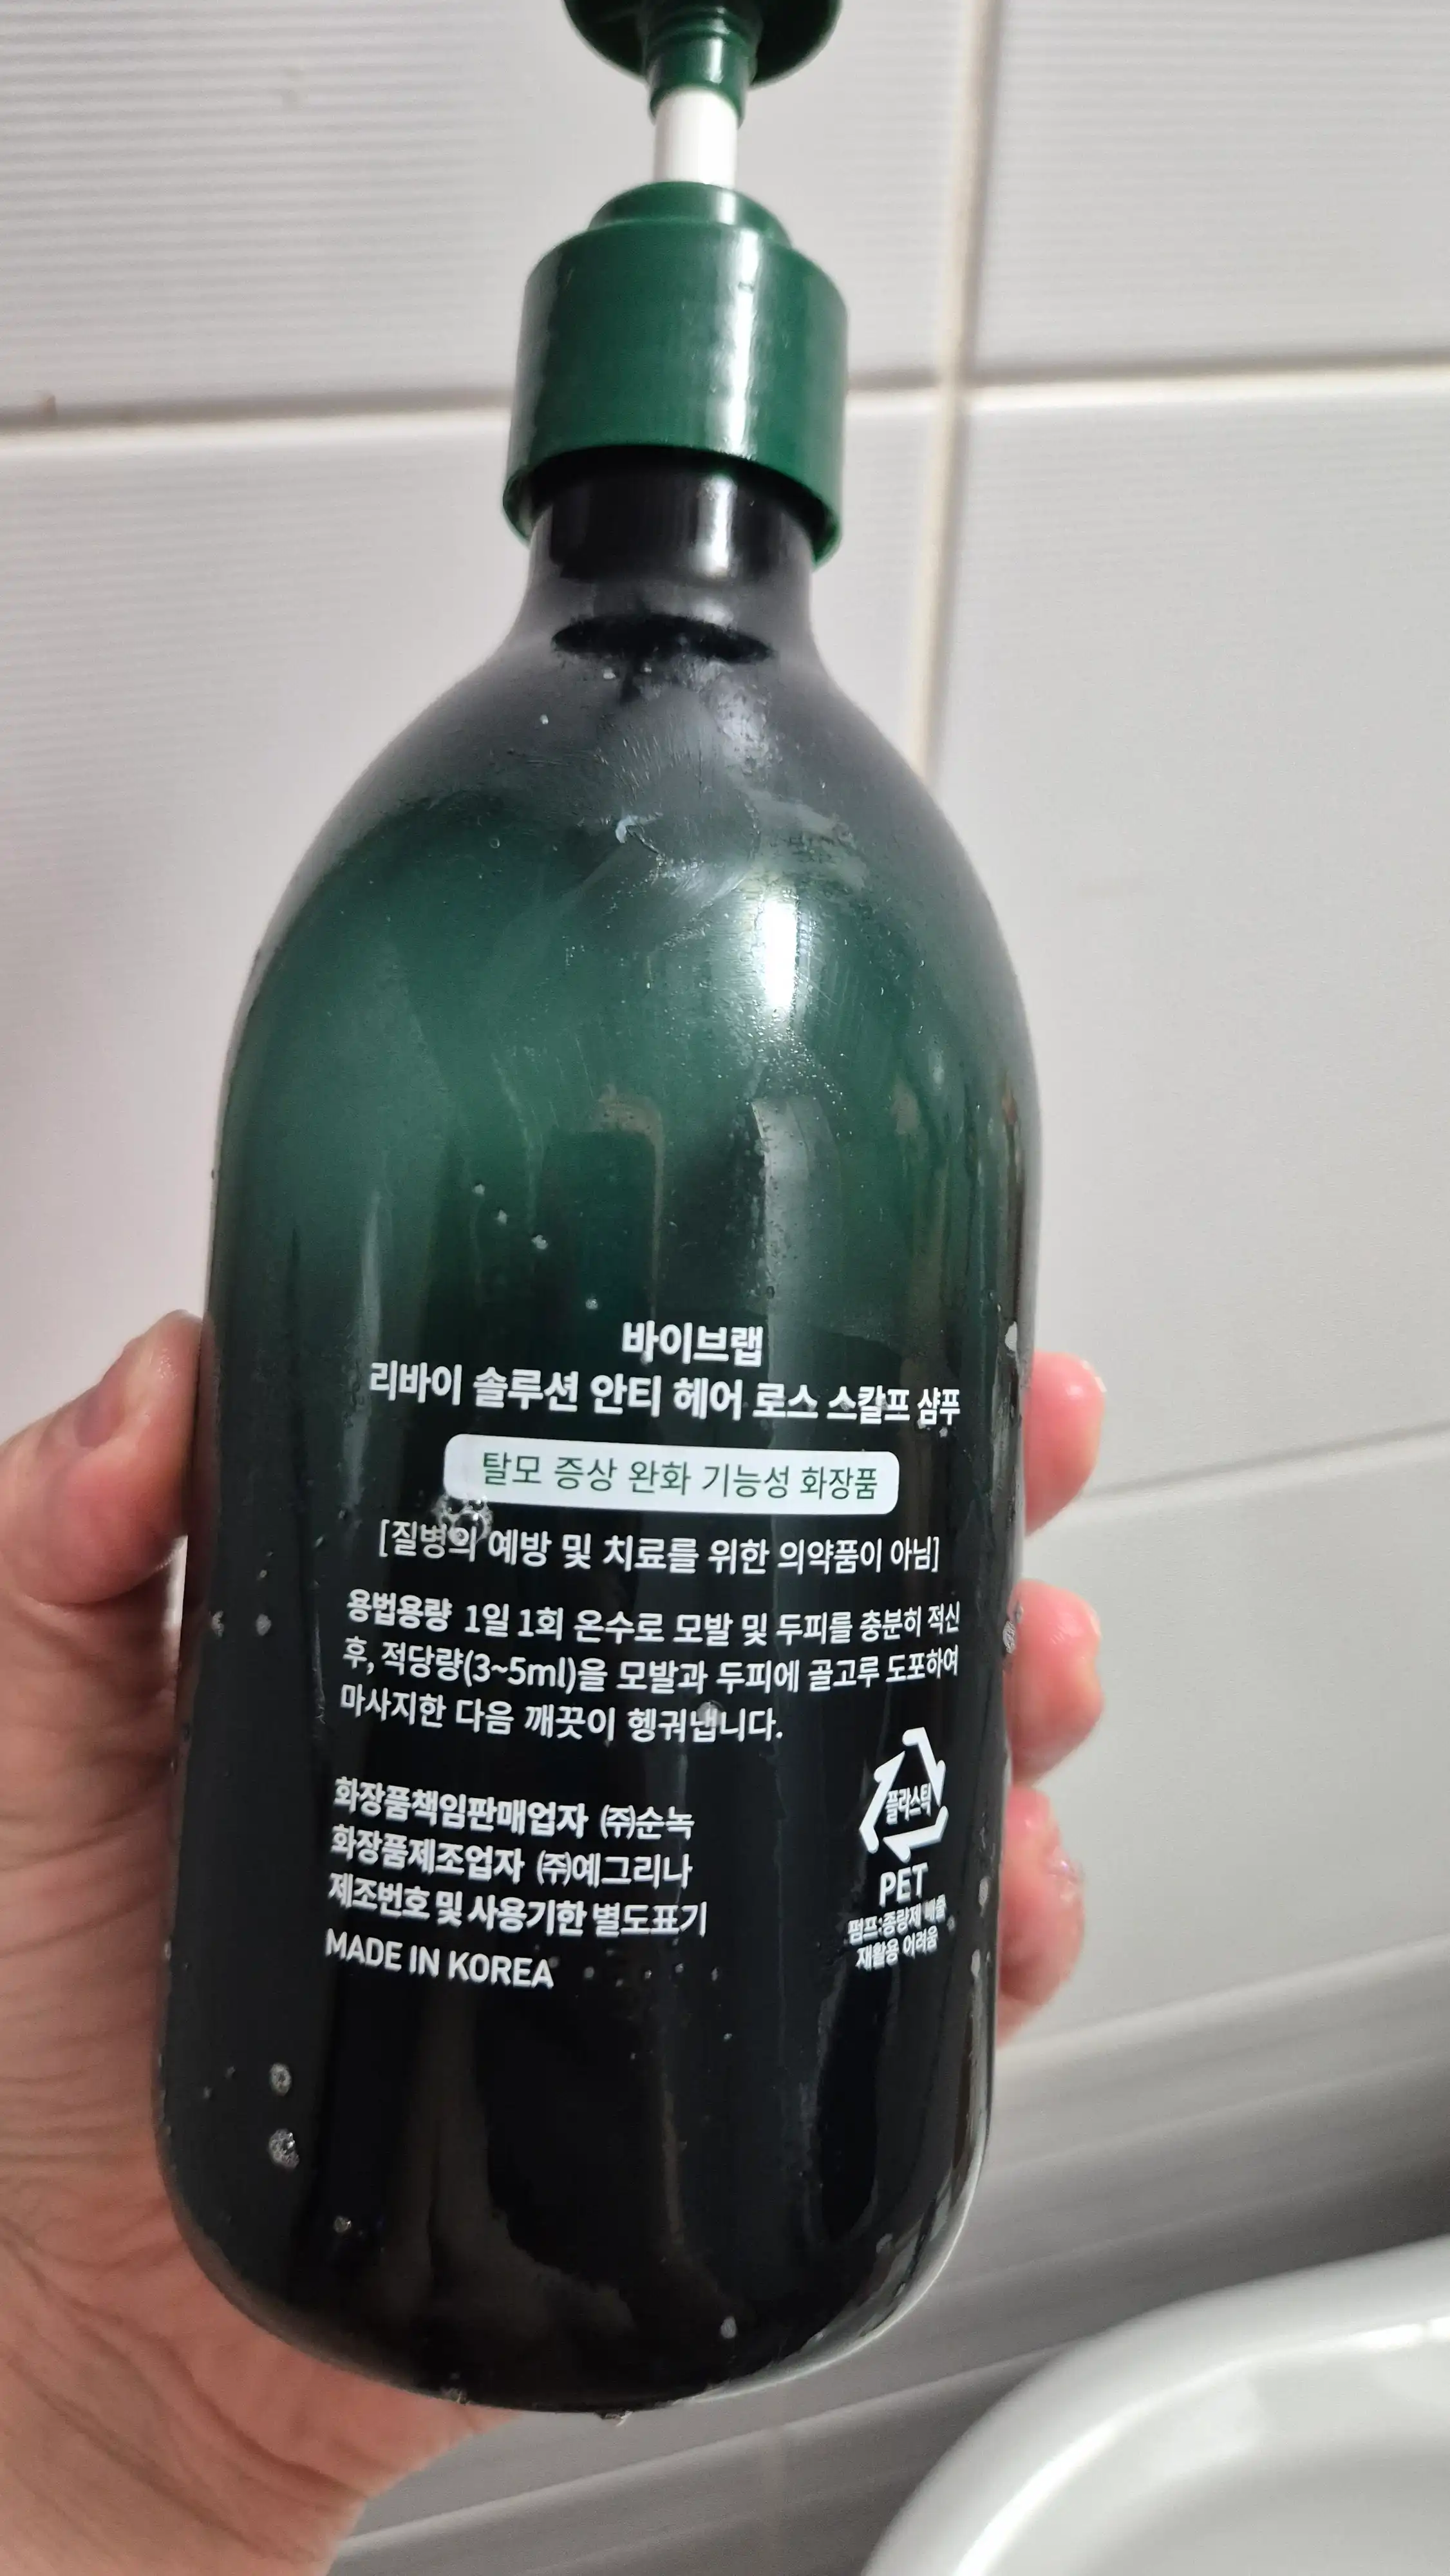 바이브랩
리바이 솔루션 안티 헤어 로스 스칼프 샴푸
탈모 증상 완화 기능성 화장품
[질병의 예방 및 치료를 위한 의약품이 아님]
용법용량 1일 1회 온수로 모발 및 두피를 충분히 적신
후, 적당량(3~5ml)을 모발과 두피에 골고루 도포하여
마사지한 다음 깨끗이 헹궈냅니다.
화장품책임판매업자 ㈜순녹
화장품제조업자 ㈜예그리나
제조번호 및 사용기한 별도표기
MADE IN KOREA
플라스틱
PET
펌프:종량제 배출
재활용 어려움